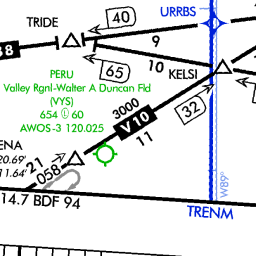 URRBS
TRIDE
40
88
9
PERU
65
10
KELSI
Valley Rgnl-Walter A Duncan Fld
(VYS)
654 Ⓛ 60
AWOS-3 120.025
3000
V10
32
11
ENA
20.69'
11.64'
21
058
W89°
14.7 BDF 94
TRENM